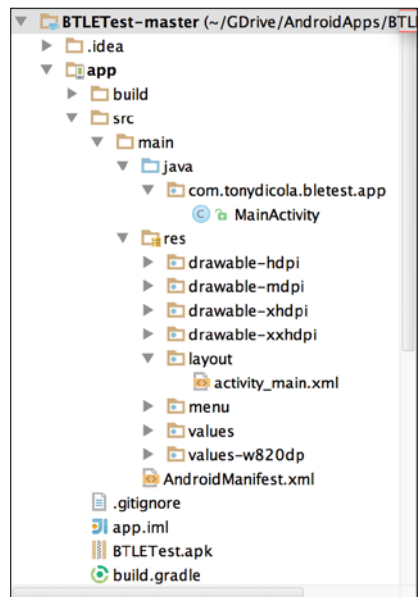 BTLETest-master (~/GDrive/AndroidApps/BTL
.idea
app
build
src
main
java
com.tonydicola.bletest.app
MainActivity
res
drawable-hdpi
drawable-mdpi
drawable-xhdpi
drawable-xxhdpi
layout
activity_main.xml
menu
values
values-w820dp
AndroidManifest.xml
.gitignore
app.iml
BTLETest.apk
build.gradle